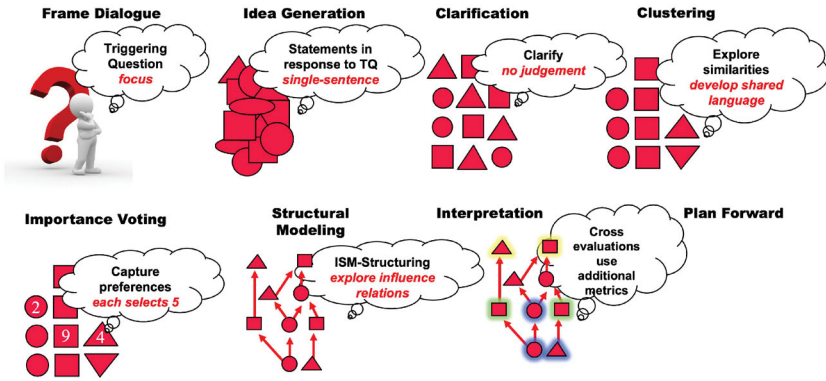 Frame Dialogue
Triggering
Question
focus
Idea Generation
Statements in
response to TQ
single-sentence
Clarification
Clarify
no judgement
Clustering
Explore
similarities
develop shared
language
Importance Voting
Capture
preferences
each selects 5
2
9
4
Structural
Modeling
ISM-Structuring
explore influence
relations
Interpretation
Cross
evaluations
use
additional
metrics
Plan Forward